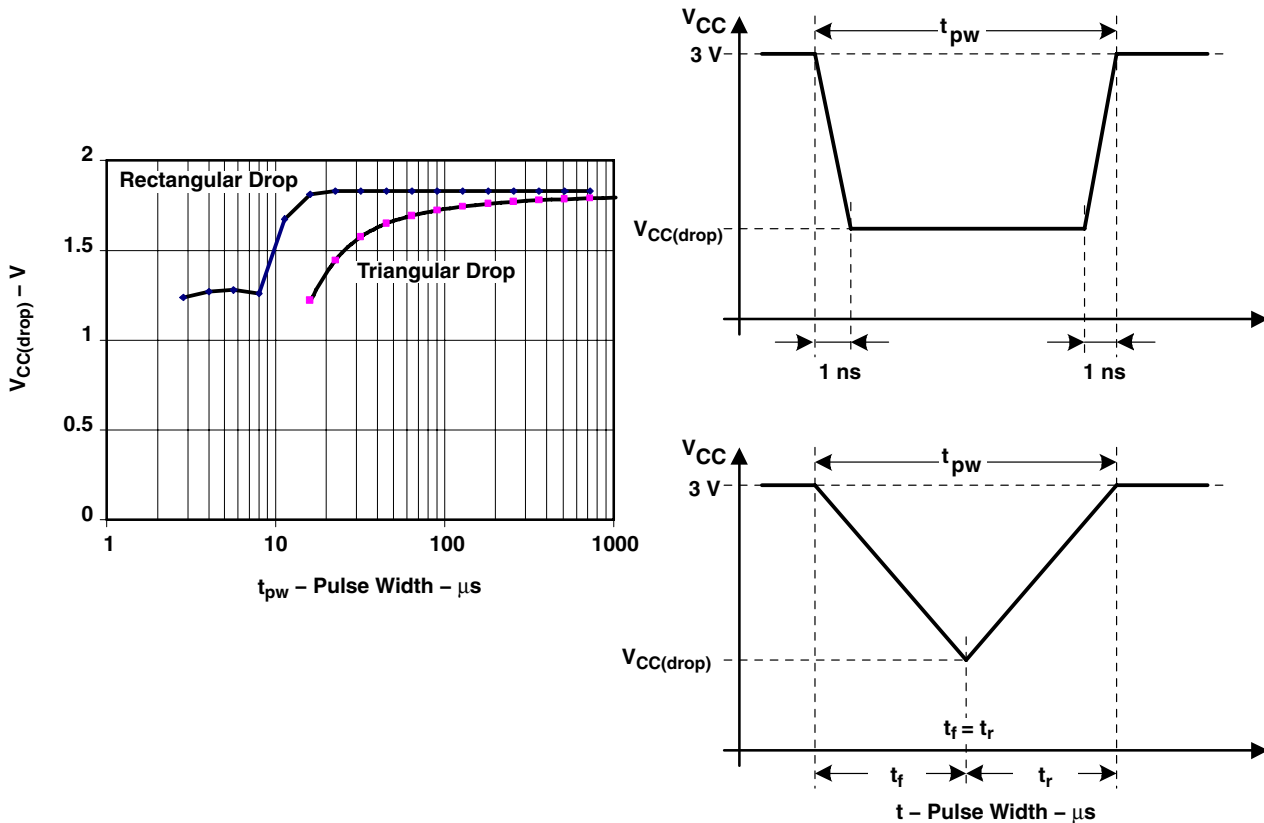 2
1.5
1
0.5
0
V CC(drop) – V
Rectangular Drop
Triangular Drop
1
10
100
1000
tpw – Pulse Width – μs
VCC
tpw
3 V
VCC(drop)
1 ns
1 ns
VCC
tpw
3 V
VCC(drop)
tf = tr
tf
tr
t – Pulse Width – μs